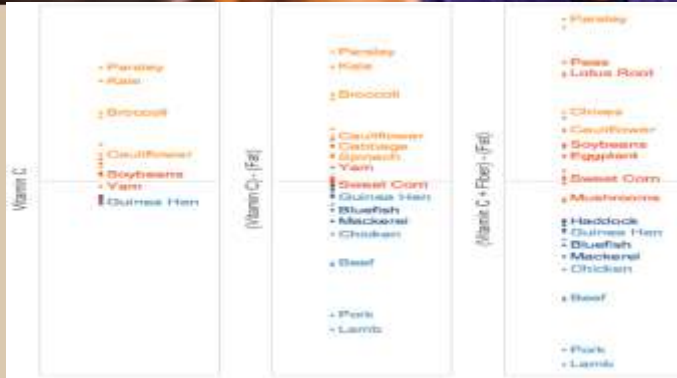 Vitamin C
Parsley
Kale
Broccoli
Cauliflower
Soybeans
Yam
Guinea Hen
(Vitamin C) - (Fat)
Parsley
Kale
Broccoli
Cauliflower
Cabbage
Spinach
Yam
Sweet Corn
Guinea Hen
Bluefish
Mackerel
Chicken
Beef
Pork
Lamb
(Vitamin C + Fiber) - (Fat)
Parsley
Peas
Lotus Root
Chives
Cauliflower
Soybeans
Eggplant
Sweet Corn
Mushrooms
Haddock
Guinea Hen
Bluefish
Mackerel
Chicken
Beef
Pork
Lamb